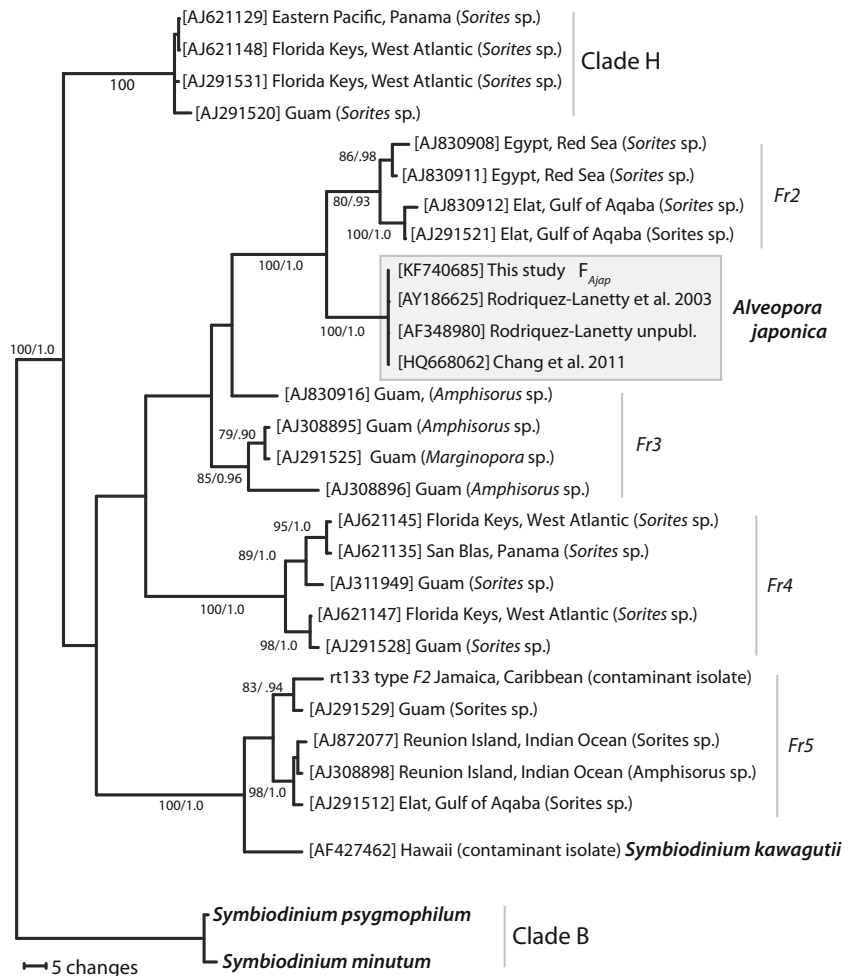 [AJ621129] Eastern Pacific, Panama (Sorites sp.)
[AJ621148] Florida Keys, West Atlantic (Sorites sp.)
Clade H
[AJ291531] Florida Keys, West Atlantic (Sorites sp.)
100
[AJ291520] Guam (Sorites sp.)
[AJ830908] Egypt, Red Sea (Sorites sp.)
86/.98
[AJ830911] Egypt, Red Sea (Sorites sp.)
Fr2
80/.93
[AJ830912] Elat, Gulf of Aqaba (Sorites sp.)
100/1.0
[AJ291521] Elat, Gulf of Aqaba (Sorites sp.)
100/1.0
[KF740685] This study FAjap
[AY186625] Rodriquez-Lanetty et al. 2003
Alveopora
japonica
100/1.0
[AF348980] Rodriquez-Lanetty unpubl.
[HQ668062] Chang et al. 2011
100/1.0
[AJ830916] Guam, (Amphisorus sp.)
79/.90
[AJ308895] Guam (Amphisorus sp.)
Fr3
[AJ291525] Guam (Marginopora sp.)
85/0.96
[AJ308896] Guam (Amphisorus sp.)
95/1.0
[AJ621145] Florida Keys, West Atlantic (Sorites sp.)
89/1.0
[AJ621135] San Blas, Panama (Sorites sp.)
[AJ311949] Guam (Sorites sp.)
Fr4
100/1.0
[AJ621147] Florida Keys, West Atlantic (Sorites sp.)
98/1.0
[AJ291528] Guam (Sorites sp.)
83/ .94
rt133 type F2 Jamaica, Caribbean (contaminant isolate)
[AJ291529] Guam (Sorites sp.)
[AJ872077] Reunion Island, Indian Ocean (Sorites sp.)
Fr5
[AJ308898] Reunion Island, Indian Ocean (Amphisorus sp.)
98/1.0
100/1.0
[AJ291512] Elat, Gulf of Aqaba (Sorites sp.)
[AF427462] Hawaii (contaminant isolate) Symbiodinium kawagutii
Symbiodinium psygmophilum
Clade B
Symbiodinium minutum
5 changes